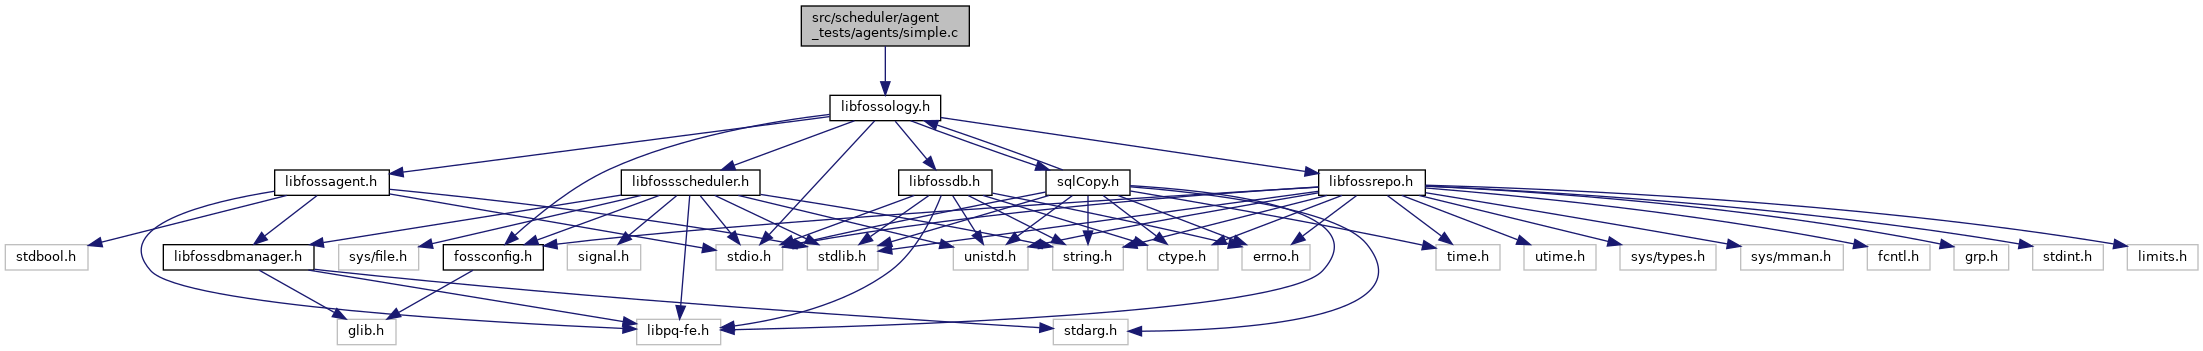 src/scheduler/agent
_tests/agents/simple.c
libfossology.h
libfossagent.h
libfossscheduler.h
libfossdb.h
sqlCopy.h
libfossrepo.h
stdbool.h
libfossdbmanager.h
sys/file.h
fossconfig.h
signal.h
stdio.h
stdlib.h
unistd.h
string.h
ctype.h
errno.h
time.h
utime.h
sys/types.h
sys/mman.h
fcntl.h
grp.h
stdint.h
limits.h
glib.h
libpq-fe.h
stdarg.h